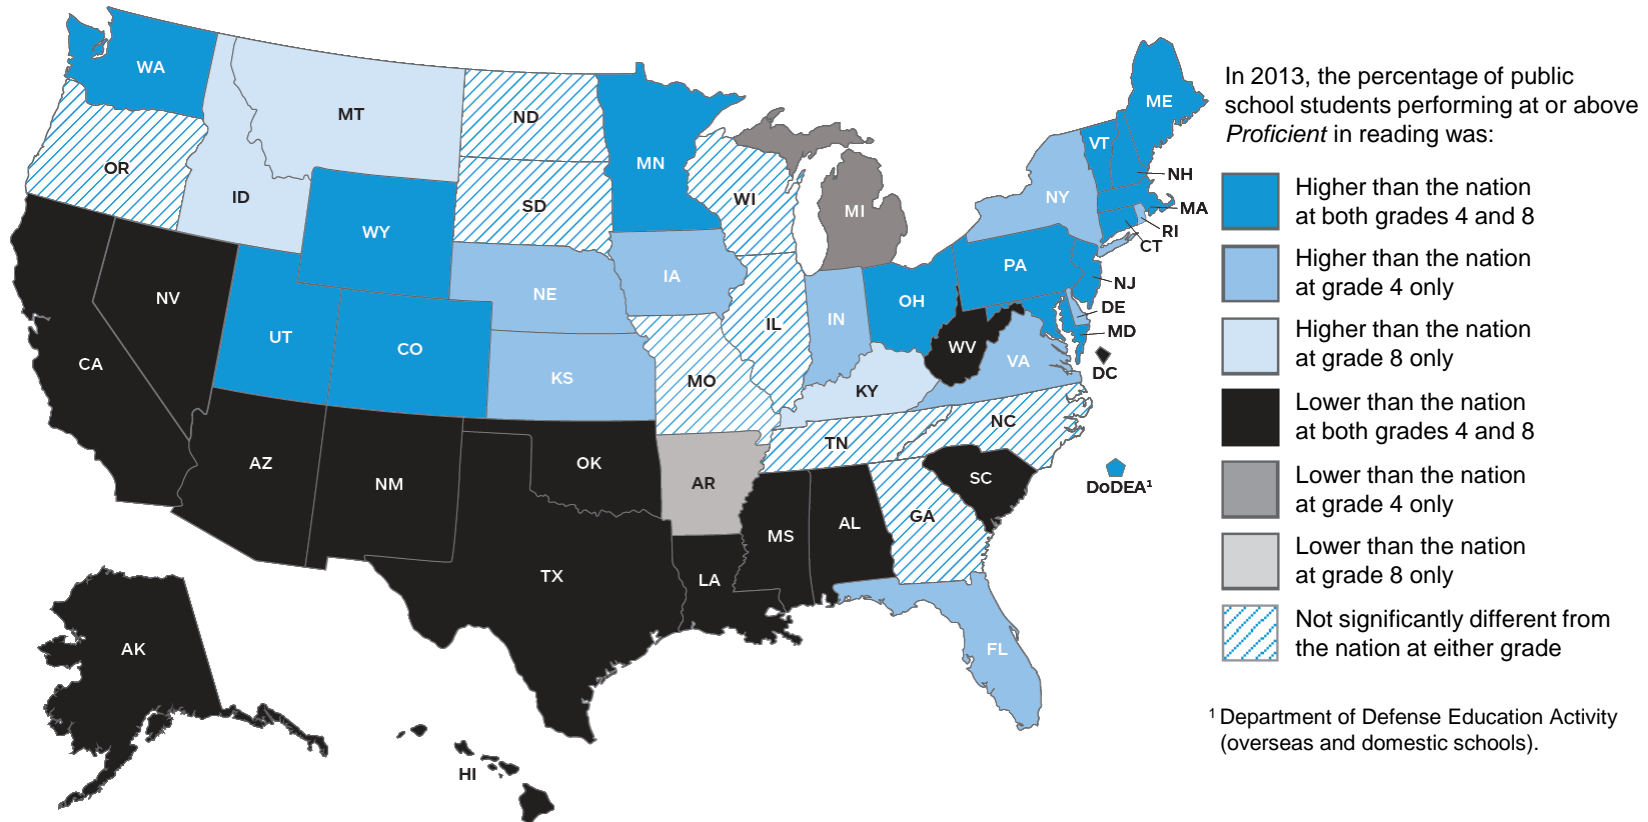 WA
MT
ND
MN
ME
VT
OR
ID
SD
WI
MI
NY
NH
MA
RI
CT
WY
IA
PA
NJ
NE
OH
DE
NV
IL
IN
MD
UT
CO
WV
VA
DC
CA
KS
MO
KY
NC
TN
AZ
OK
NM
AR
SC
DoDEA¹
MS
AL
GA
TX
LA
AK
FL
HI
In 2013, the percentage of public
school students performing at or above
Proficient in reading was:
Higher than the nation
at both grades 4 and 8
Higher than the nation
at grade 4 only
Higher than the nation
at grade 8 only
Lower than the nation
at both grades 4 and 8
Lower than the nation
at grade 4 only
Lower than the nation
at grade 8 only
Not significantly different from
the nation at either grade
¹ Department of Defense Education Activity
(overseas and domestic schools).